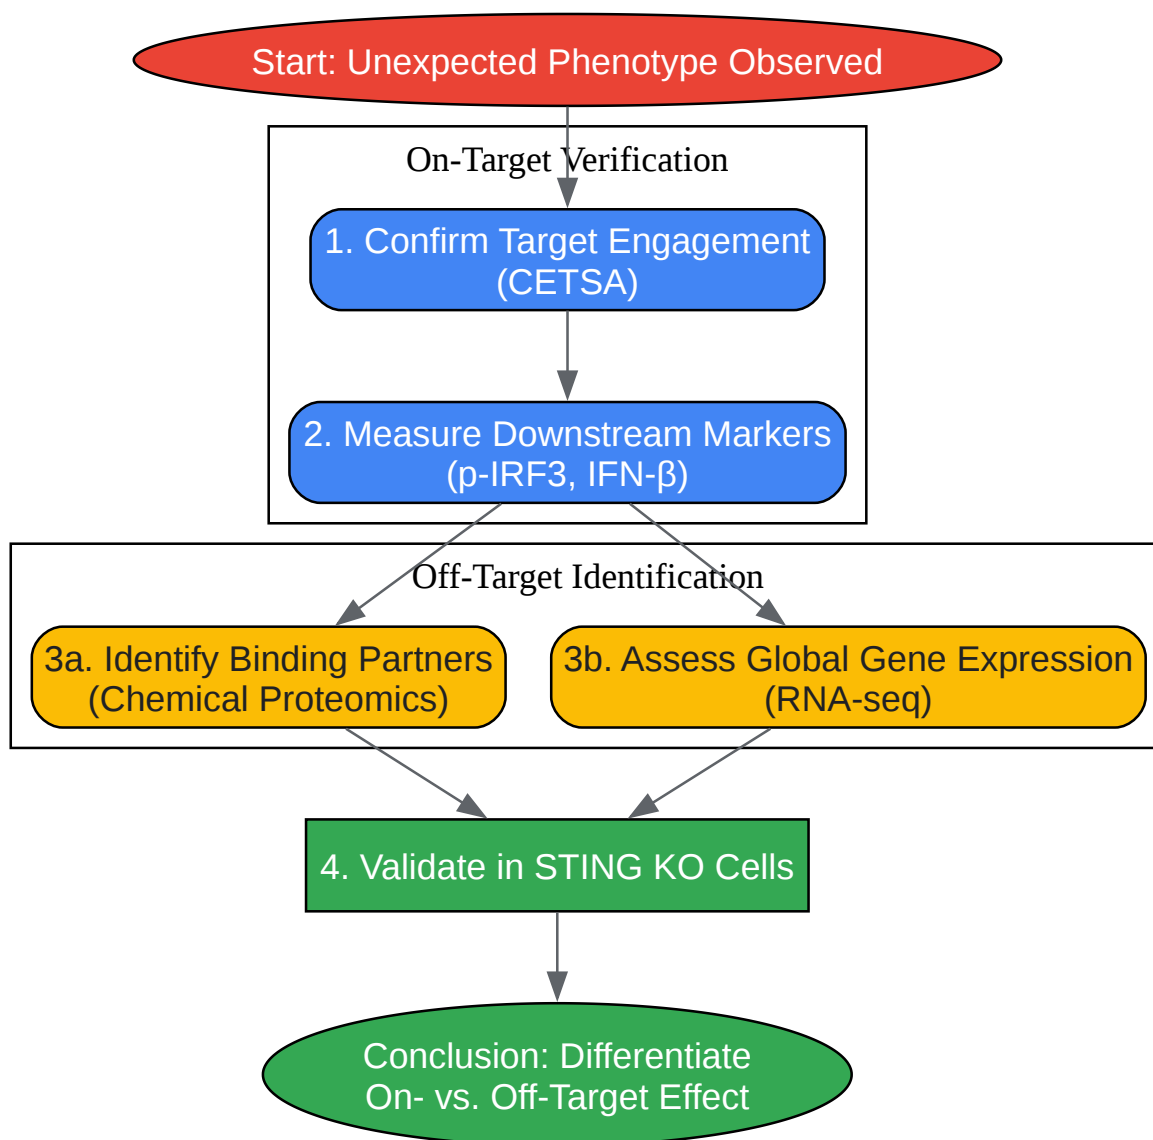 Start: Unexpected Phenotype Observed
On-Target Verification
1. Confirm Target Engagement
(CETSA)
2. Measure Downstream Markers
(p-IRF3, IFN-β)
Off-Target Identification
3a. Identify Binding Partners
(Chemical Proteomics)
3b. Assess Global Gene Expression
(RNA-seq)
4. Validate in STING KO Cells
Conclusion: Differentiate
On- vs. Off-Target Effect